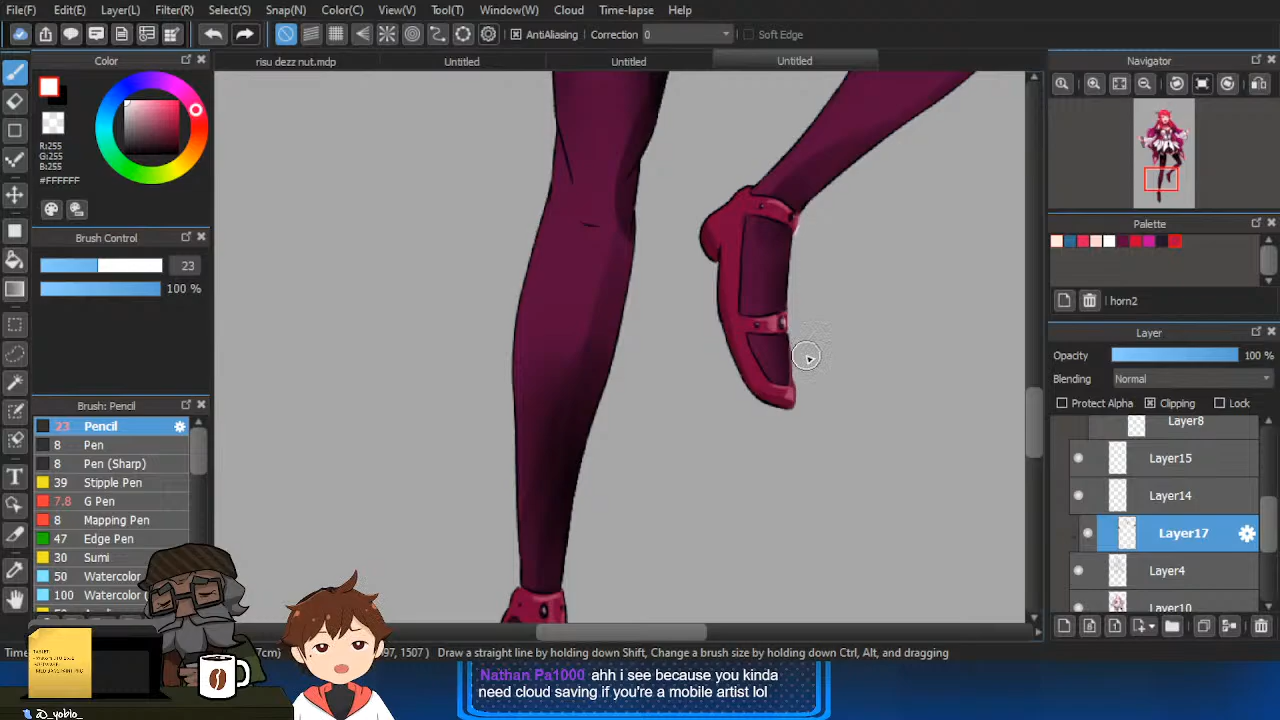 File(F) Edit(E) Layer(L) Filter(R) Select(S) Snap(N) Color(C) View(V) Tool(T) Window(W) Cloud Time-lapse Help
AntiAliasing Correction 0 Soft Edge
Color
risu dezz nut.mdp Untitled Untitled Untitled
Navigator
R:255
G:255
B:255
#FFFFFF
Brush Control
23
100 %
Palette
horn2
Layer
Opacity 100 %
Blending Normal
Protect Alpha Clipping Lock
Layer8
Layer15
Layer14
Layer17
Layer4
Layer10
Brush: Pencil
23 Pencil
8 Pen
8 Pen (Sharp)
39 Stipple Pen
7.8 G Pen
8 Mapping Pen
47 Edge Pen
30 Sumi
50 Watercolor
100 Watercolor
Draw a straight line by holding down Shift, Change a brush size by holding down Ctrl, Alt, and dragging
Nathan Pa1000 ahh i see because you kinda
need cloud saving if you're a mobile artist lol